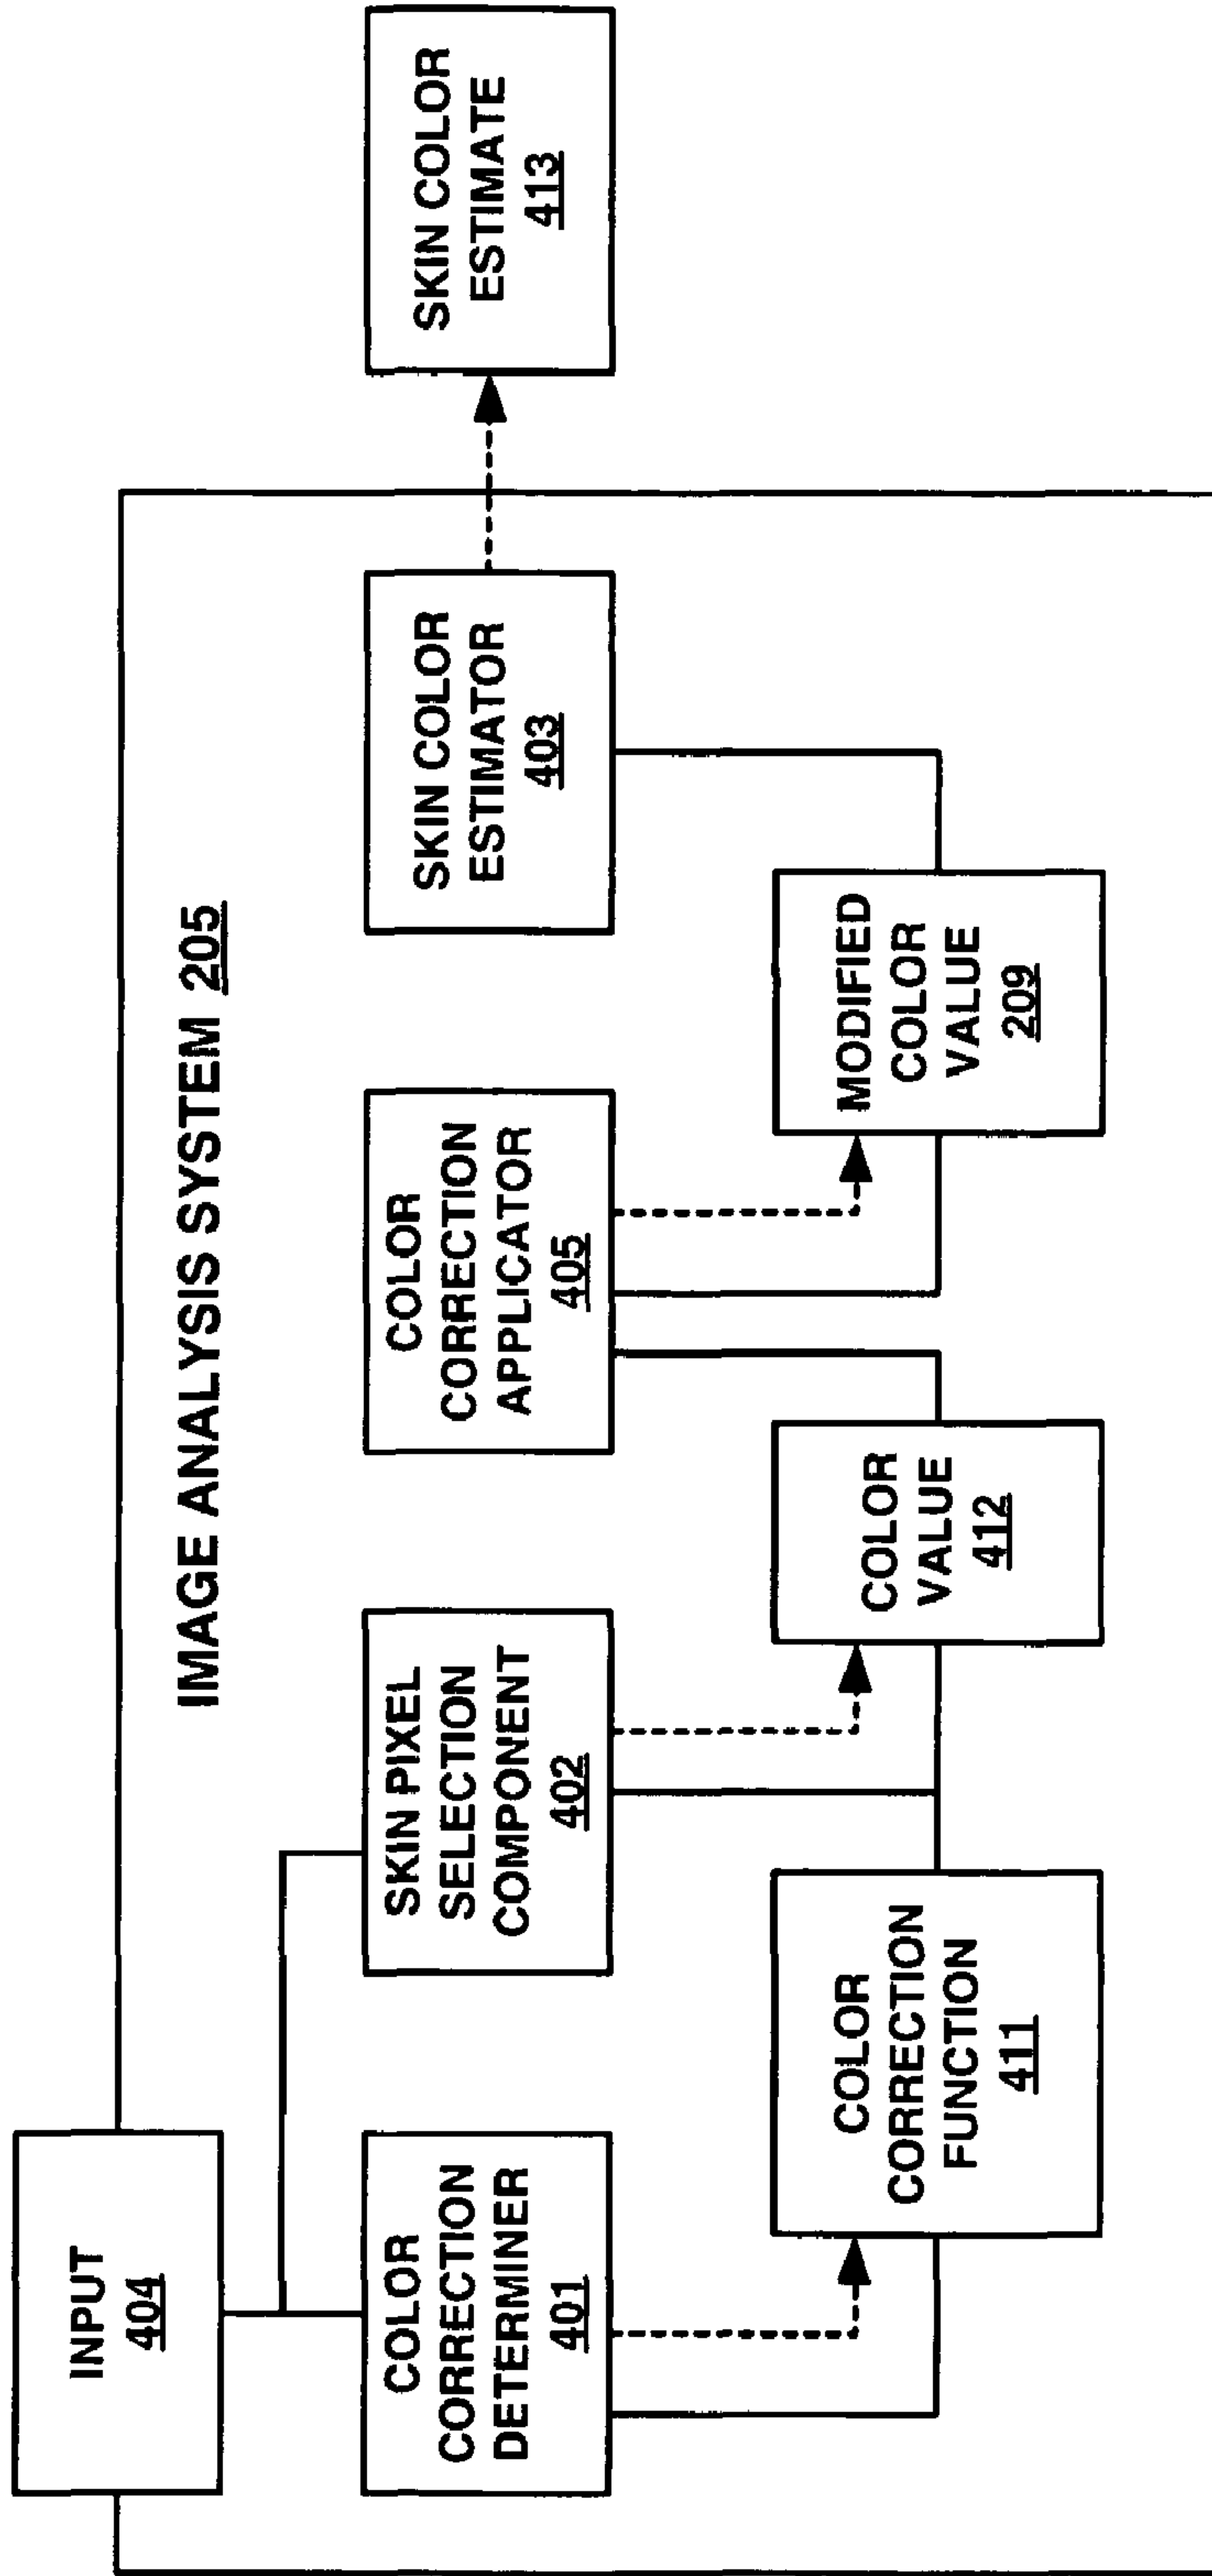 INPUT
404
IMAGE ANALYSIS SYSTEM 205
COLOR
CORRECTION
DETERMINER
401
SKIN PIXEL
SELECTION
COMPONENT
402
COLOR
CORRECTION
APPLICATOR
405
SKIN COLOR
ESTIMATOR
403
SKIN COLOR
ESTIMATE
413
COLOR
CORRECTION
FUNCTION
411
COLOR
VALUE
412
MODIFIED
COLOR
VALUE
209